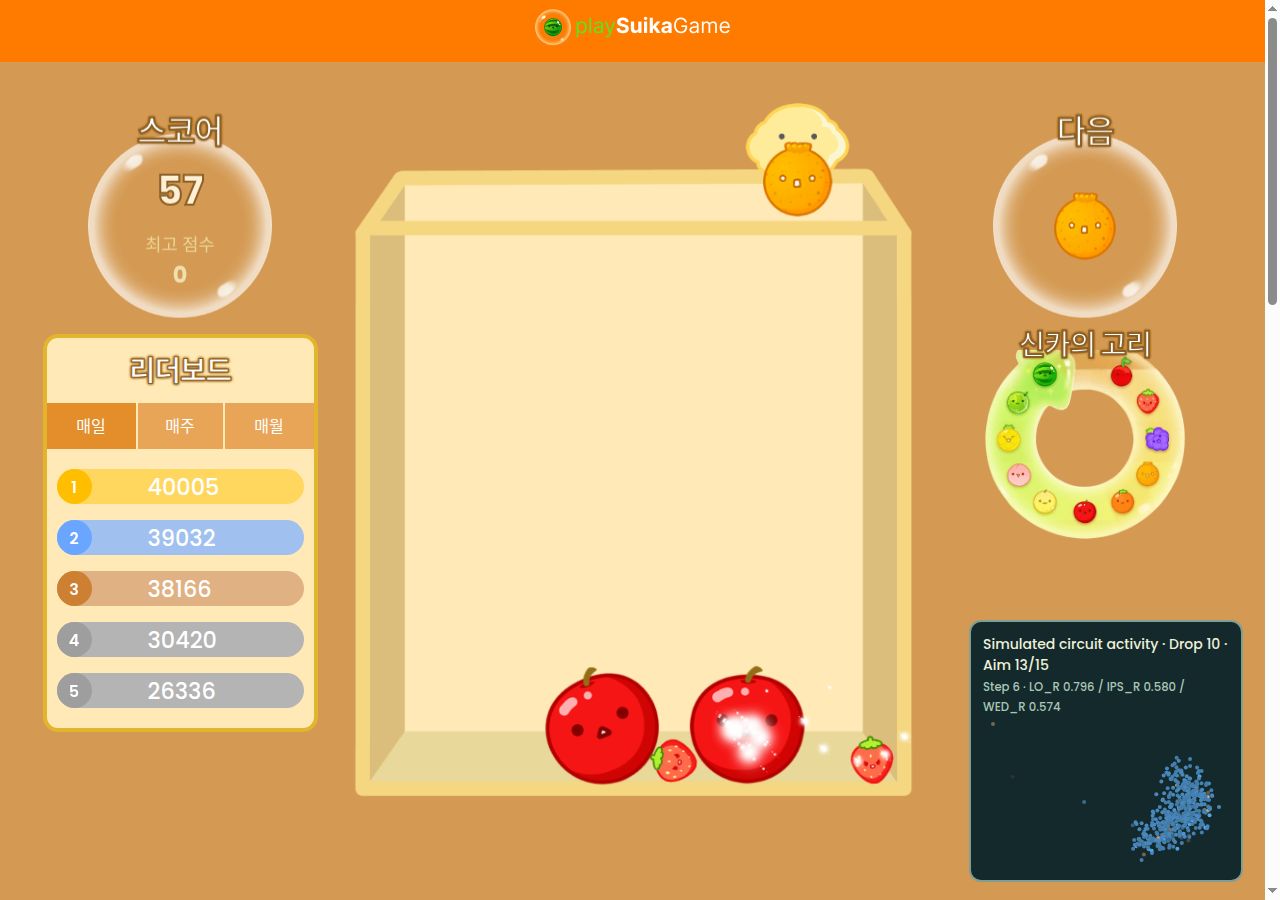 playSuikaGame
스코어
57
최고 점수
0
다음
신카의 고리
리더보드
매일 매주 매월
1 40005
2 39032
3 38166
4 30420
5 26336
Simulated circuit activity · Drop 10 ·
Aim 13/15
Step 6 · LO_R 0.796 / IPS_R 0.580 /
WED_R 0.574